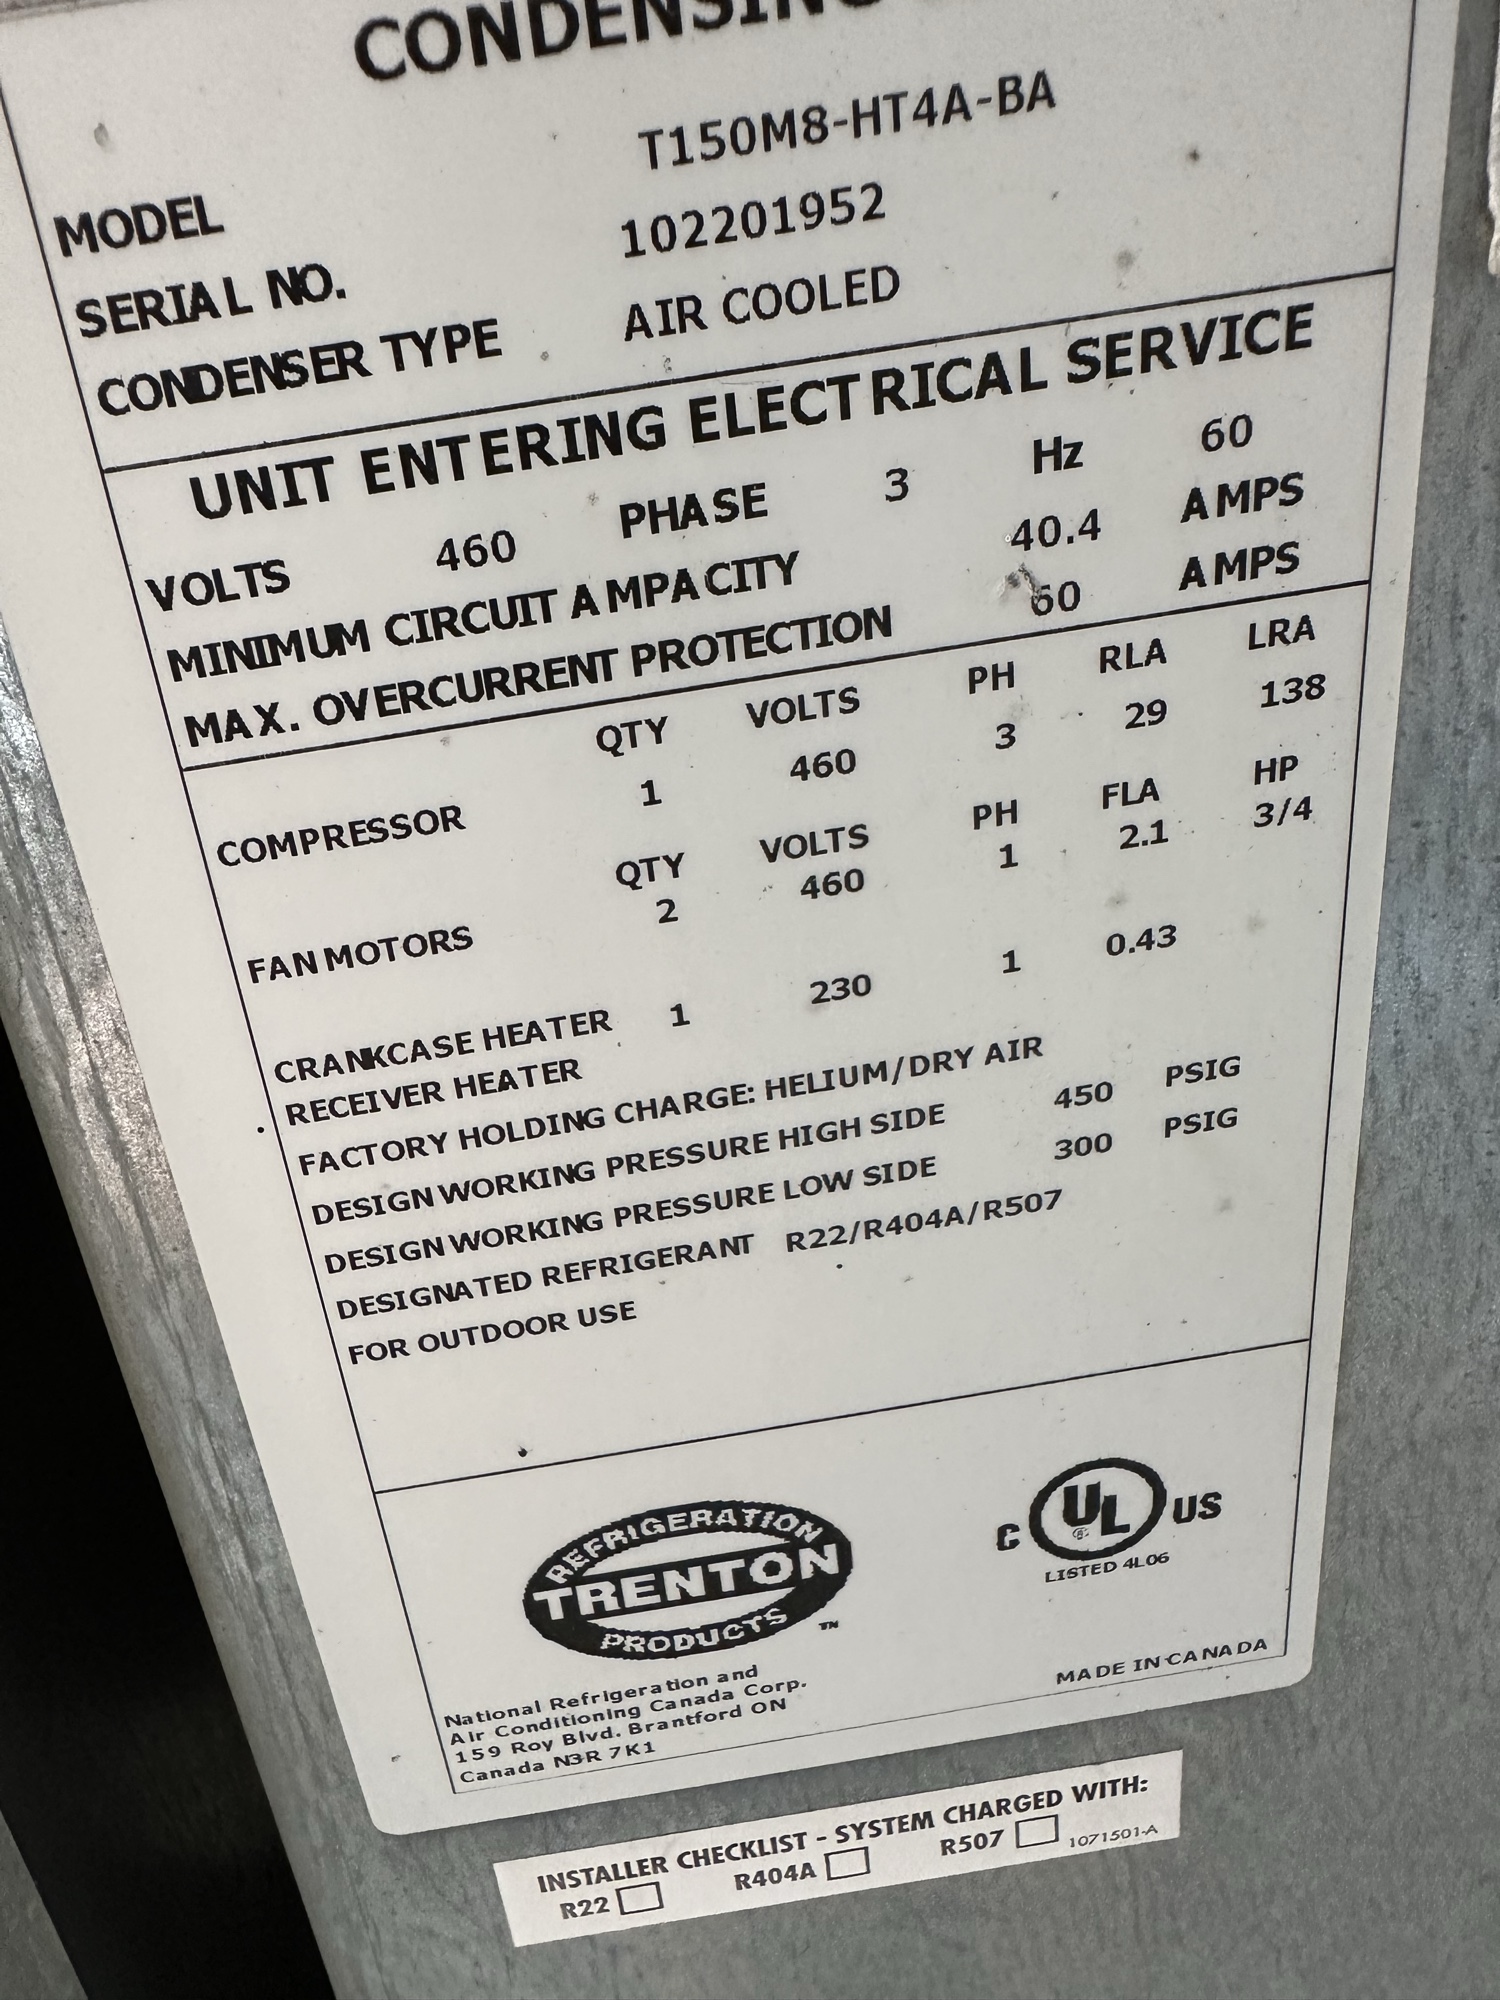 CONDENSING
MODEL T150M8-HT4A-BA
SERIAL NO. 102201952
CONDENSER TYPE AIR COOLED
UNIT ENTERING ELECTRICAL SERVICE
VOLTS 460 PHASE 3 Hz 60
MINIMUM CIRCUIT AMPACITY 40.4 AMPS
MAX. OVERCURRENT PROTECTION 60 AMPS
QTY VOLTS PH RLA LRA
COMPRESSOR 1 460 3 29 138
QTY VOLTS PH FLA HP
FAN MOTORS 2 460 1 2.1 3/4
CRANKCASE HEATER 1 230 1 0.43
RECEIVER HEATER
FACTORY HOLDING CHARGE: HELIUM/DRY AIR
DESIGN WORKING PRESSURE HIGH SIDE 450 PSIG
DESIGN WORKING PRESSURE LOW SIDE 300 PSIG
DESIGNATED REFRIGERANT R22/R404A/R507
FOR OUTDOOR USE
REFRIGERATION
TRENTON
PRODUCTS
TM
C UL US
®
LISTED 4L06
National Refrigeration and
Air Conditioning Canada Corp.
159 Roy Blvd. Brantford ON
Canada N3R 7K1
MADE IN CANADA
INSTALLER CHECKLIST - SYSTEM CHARGED WITH:
R22 R404A R507 1071501-A